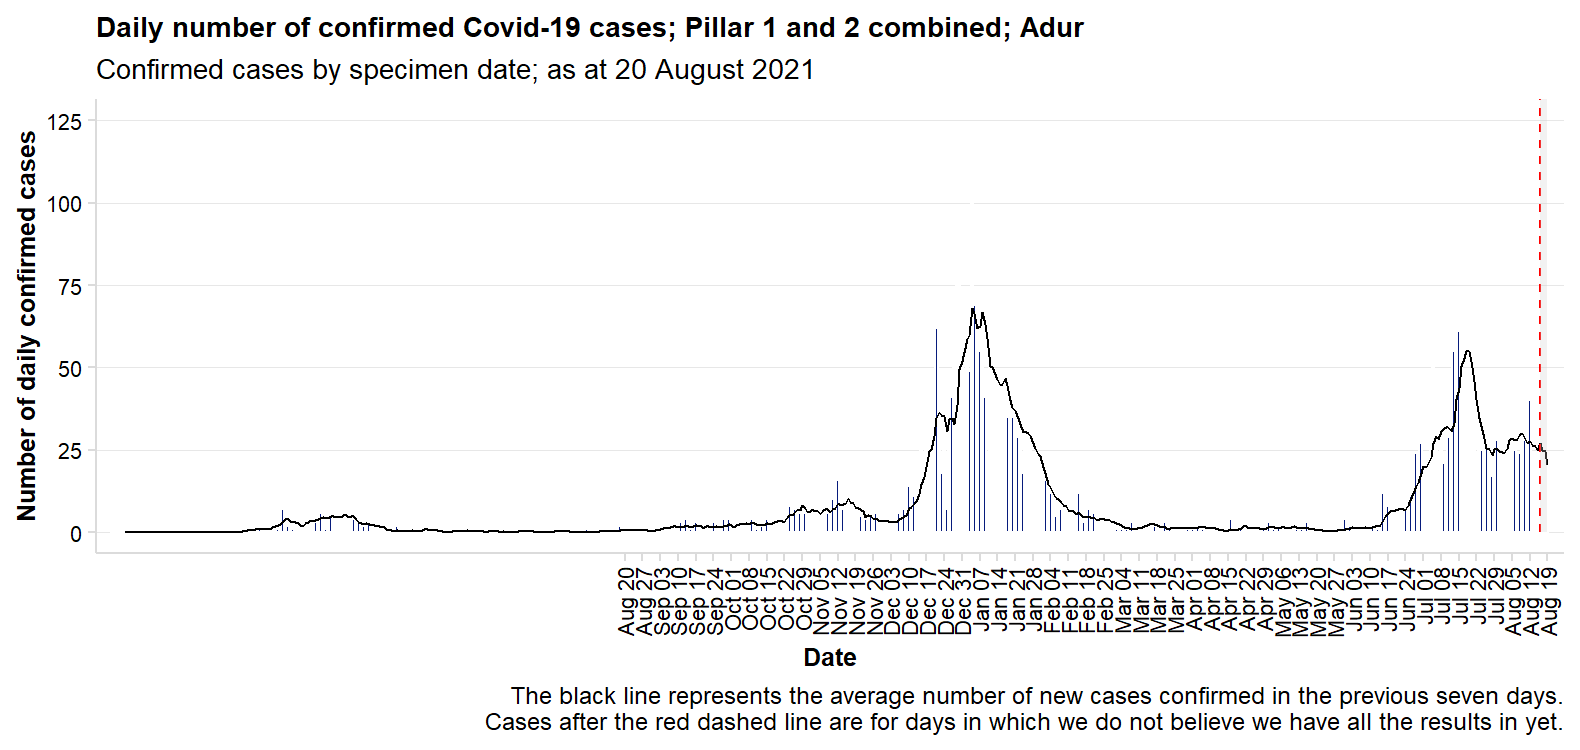 Daily number of confirmed Covid-19 cases; Pillar 1 and 2 combined; Adur
Confirmed cases by specimen date; as at 20 August 2021
Number of daily confirmed cases
125
100
75
50
25
0
Aug 20
Aug 27
Sep 03
Sep 10
Sep 17
Sep 24
Oct 01
Oct 08
Oct 15
Oct 22
Oct 29
Nov 05
Nov 12
Nov 19
Nov 26
Dec 03
Dec 10
Dec 17
Dec 24
Dec 31
Jan 07
Jan 14
Jan 21
Jan 28
Feb 04
Feb 11
Feb 18
Feb 25
Mar 04
Mar 11
Mar 18
Mar 25
Apr 01
Apr 08
Apr 15
Apr 22
Apr 29
May 06
May 13
May 20
May 27
Jun 03
Jun 10
Jun 17
Jun 24
Jul 01
Jul 08
Jul 15
Jul 22
Jul 29
Aug 05
Aug 12
Aug 19
Date
The black line represents the average number of new cases confirmed in the previous seven days.
Cases after the red dashed line are for days in which we do not believe we have all the results in yet.